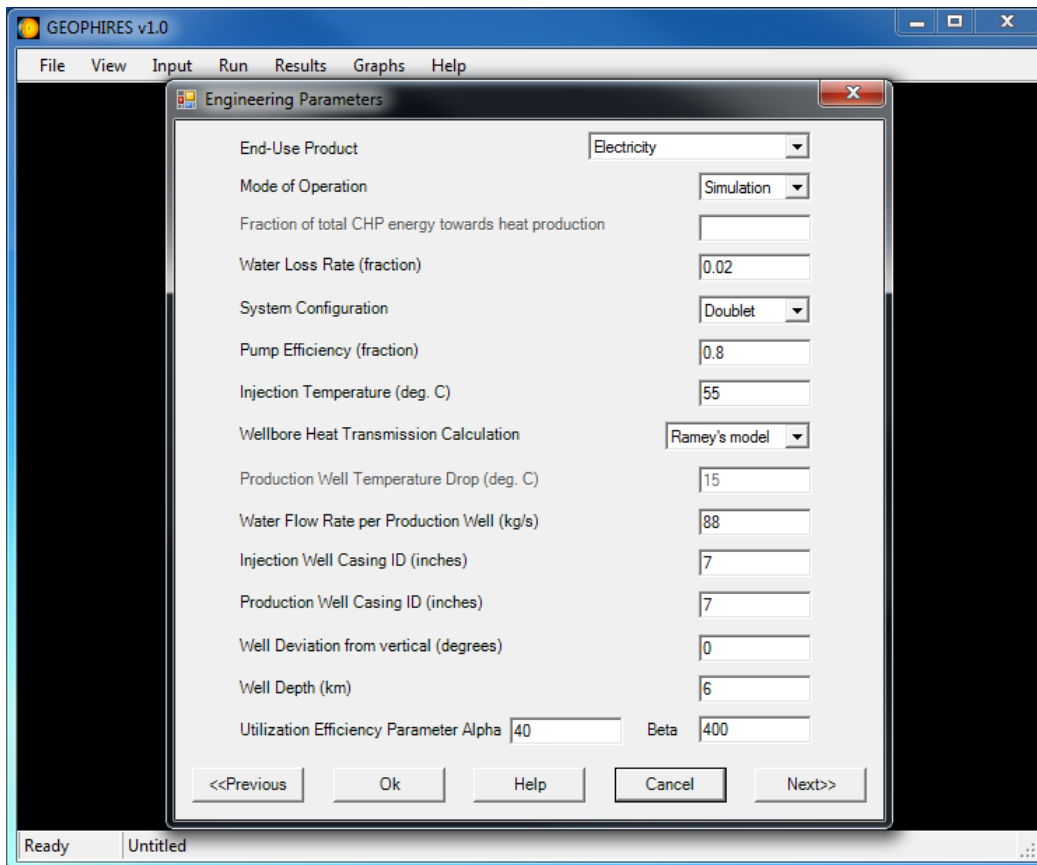 GEOPHIRES v1.0
File View Input Run Results Graphs Help
Engineering Parameters
End-Use Product Electricity
Mode of Operation Simulation
Fraction of total CHP energy towards heat production
Water Loss Rate (fraction) 0.02
System Configuration Doublet
Pump Efficiency (fraction) 0.8
Injection Temperature (deg. C) 55
Wellbore Heat Transmission Calculation Ramey's model
Production Well Temperature Drop (deg. C) 15
Water Flow Rate per Production Well (kg/s) 88
Injection Well Casing ID (inches) 7
Production Well Casing ID (inches) 7
Well Deviation from vertical (degrees) 0
Well Depth (km) 6
Utilization Efficiency Parameter Alpha 40 Beta 400
<<Previous Ok Help Cancel Next>>
Ready Untitled